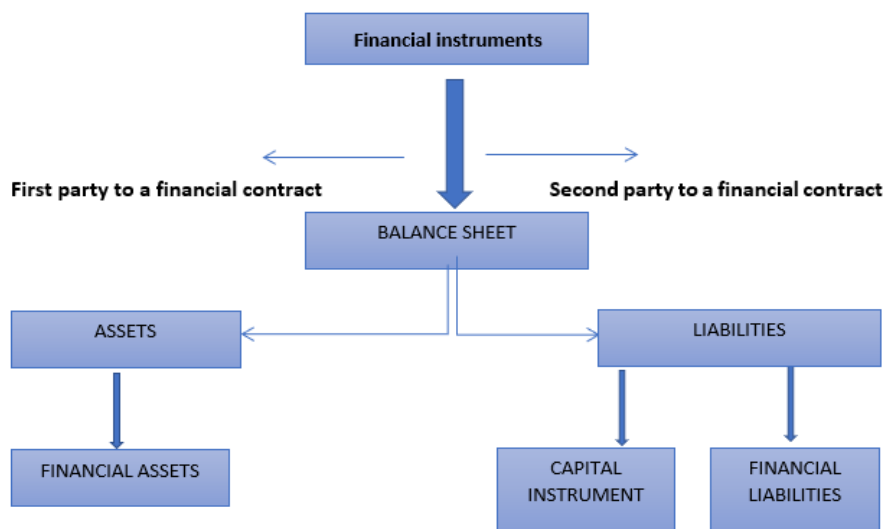 Financial instruments
First party to a financial contract
Second party to a financial contract
BALANCE SHEET
ASSETS
LIABILITIES
FINANCIAL ASSETS
CAPITAL
INSTRUMENT
FINANCIAL
LIABILITIES